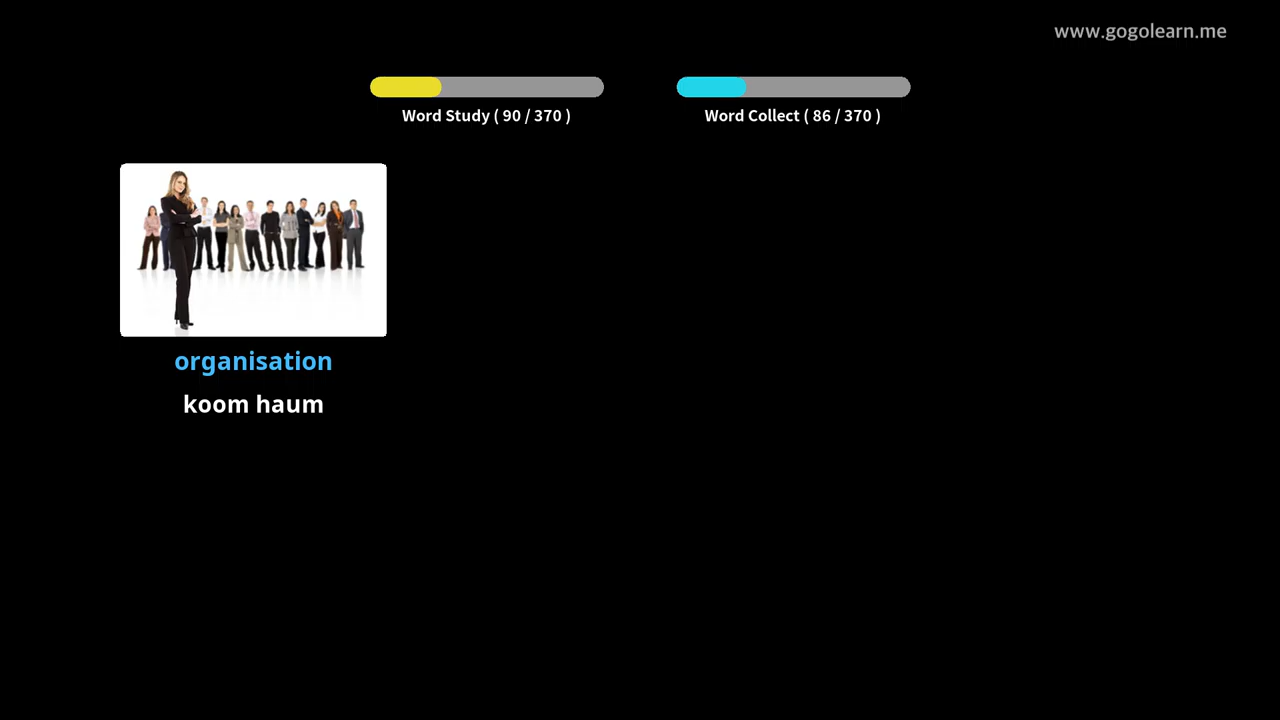 www.gogolearn.me
Word Study ( 90 / 370 )
Word Collect ( 86 / 370 )
organisation
koom haum